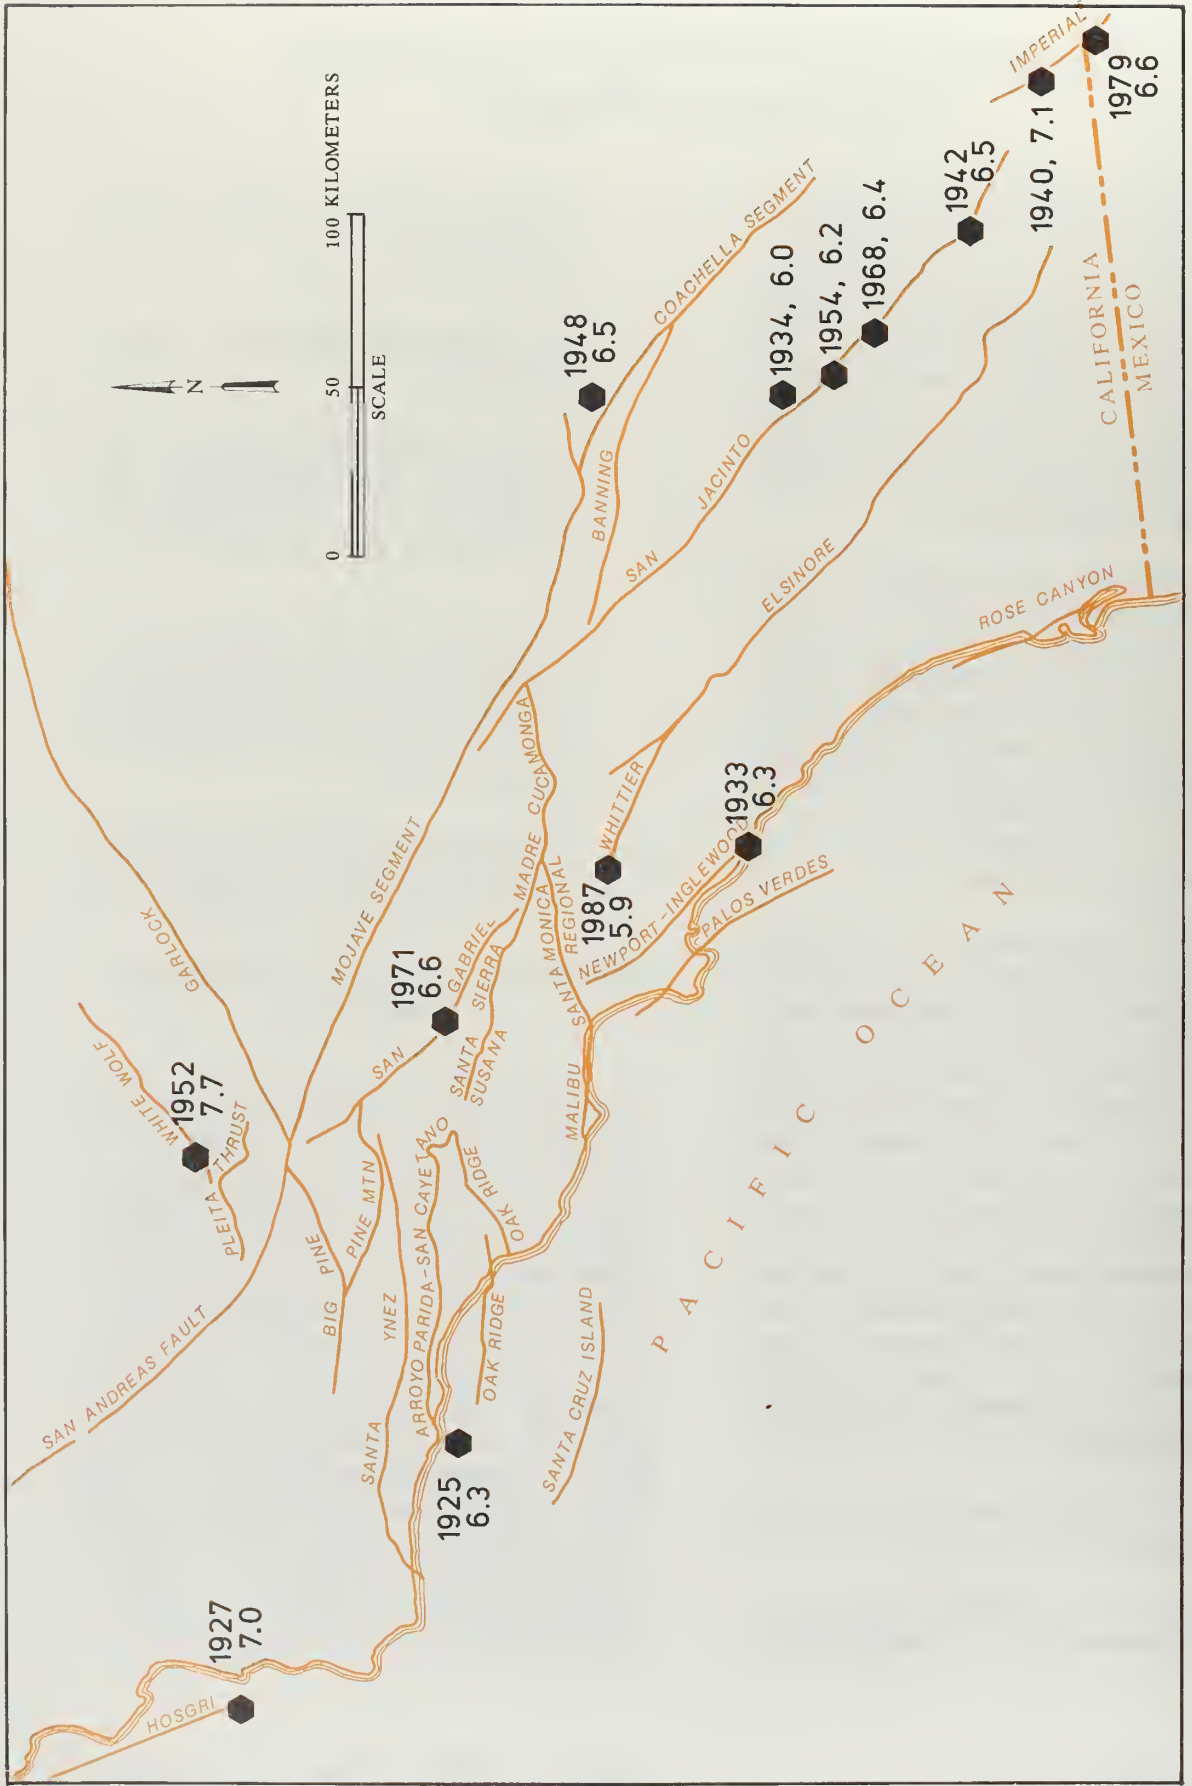 HOSGRI
1927
7.0
SAN ANDREAS FAULT
1925
6.3
SANTA YNEZ
BIG PINE
PINE MTN
ARROYO PARIDA-SAN CAYETANO
OAK RIDGE
OAK RIDGE
SANTA CRUZ ISLAND
PLEITA THRUST
WHITE WOLF
1952
7.7
GARLOCK
MOJAVE SEGMENT
SAN GABRIEL
1971
6.6
SANTA
SUSANA
SIERRA MADRE
CUCAMONGA
MALIBU
SANTA MONICA
REGIONAL
1987
5.9
WHITTIER
NEWPORT-INGLEWOOD
1933
6.3
PALOS VERDES
PACIFIC OCEAN
N
0 50 100 KILOMETERS
SCALE
1948
6.5
COACHELLA SEGMENT
BANNING
SAN JACINTO
1934, 6.0
1954, 6.2
1968, 6.4
1942
6.5
ELSINORE
ROSE CANYON
IMPERIAL
1940, 7.1
1979
6.6
CALIFORNIA
MEXICO